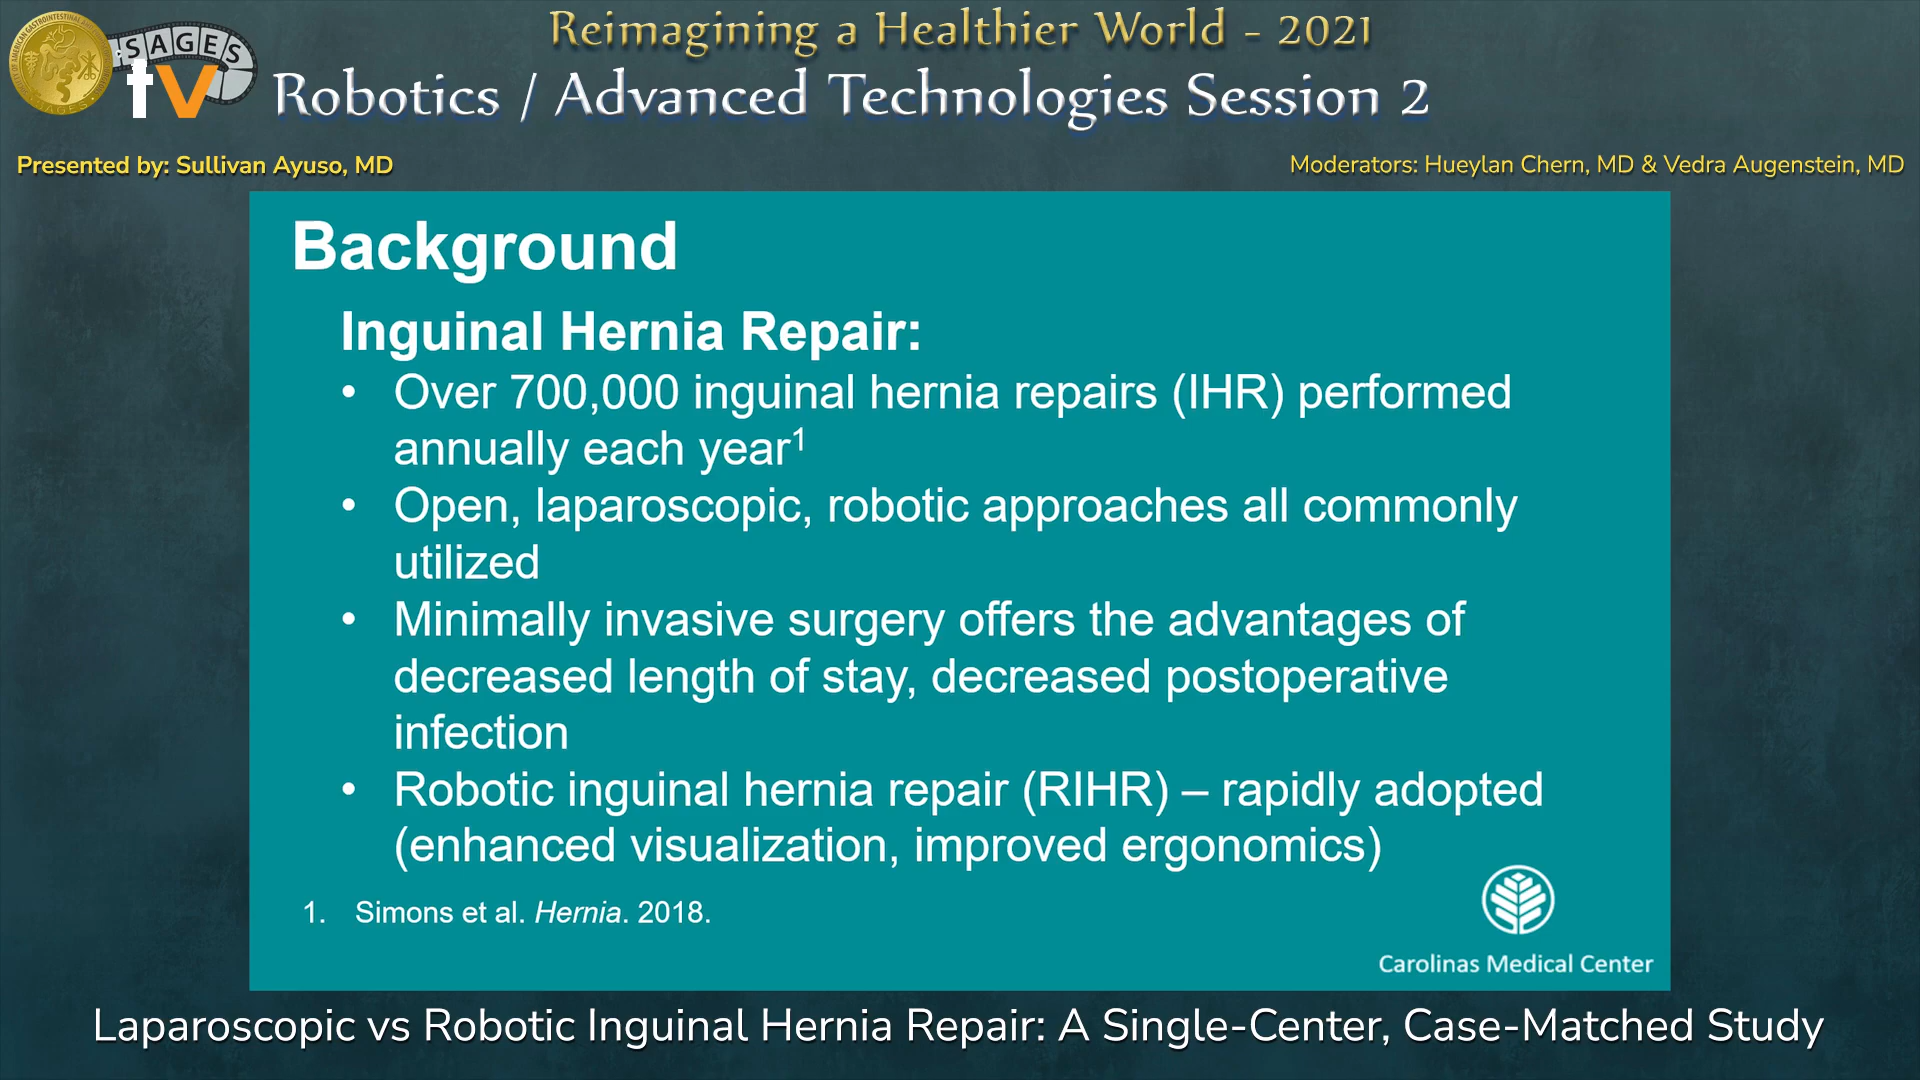 Reimagining a Healthier World - 2021
SAGES
tv
Robotics / Advanced Technologies Session 2
Presented by: Sullivan Ayuso, MD
Moderators: Hueylan Chern, MD & Vedra Augenstein, MD
Background
Inguinal Hernia Repair:
• Over 700,000 inguinal hernia repairs (IHR) performed
annually each year¹
• Open, laparoscopic, robotic approaches all commonly
utilized
• Minimally invasive surgery offers the advantages of
decreased length of stay, decreased postoperative
infection
• Robotic inguinal hernia repair (RIHR) – rapidly adopted
(enhanced visualization, improved ergonomics)
1. Simons et al. Hernia. 2018.
Carolinas Medical Center
Laparoscopic vs Robotic Inguinal Hernia Repair: A Single-Center, Case-Matched Study